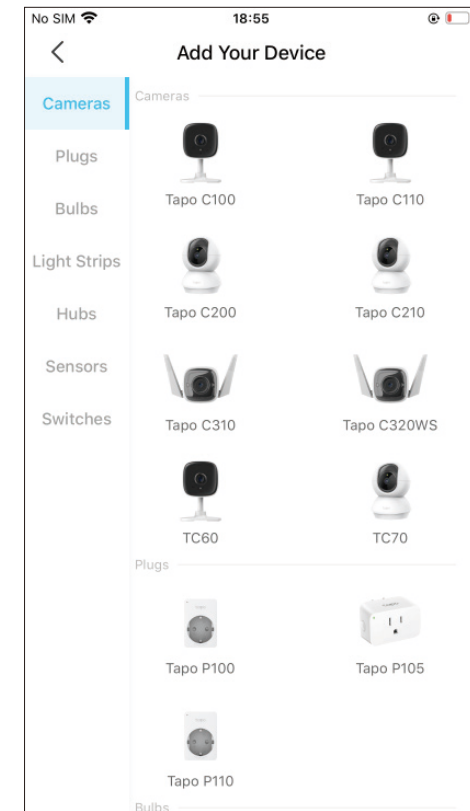 No SIM 18:55
Add Your Device
Cameras
Plugs
Bulbs
Light Strips
Hubs
Sensors
Switches
Cameras
Tapo C100 Tapo C110
Tapo C200 Tapo C210
Tapo C310 Tapo C320WS
TC60 TC70
Plugs
Tapo P100 Tapo P105
Tapo P110
Bulbs